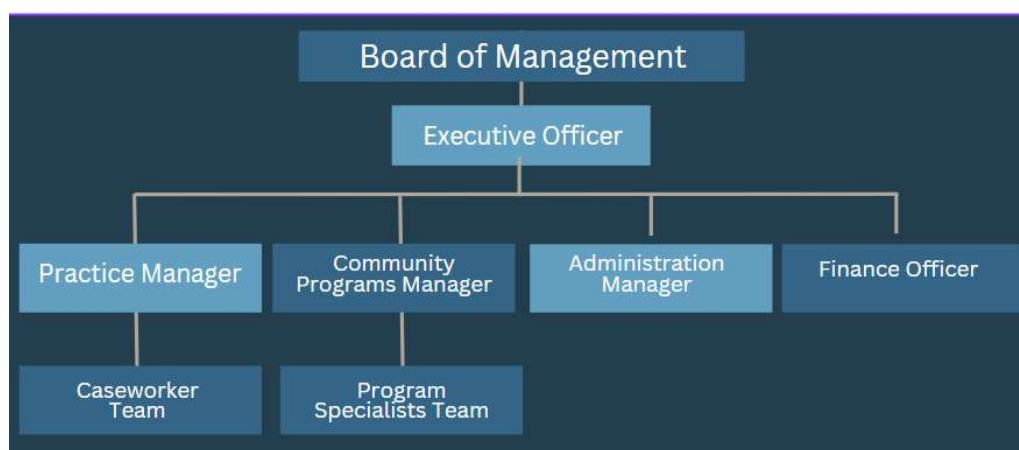 Board of Management
Executive Officer
Practice Manager
Community
Programs Manager
Administration
Manager
Finance Officer
Caseworker
Team
Program
Specialists Team